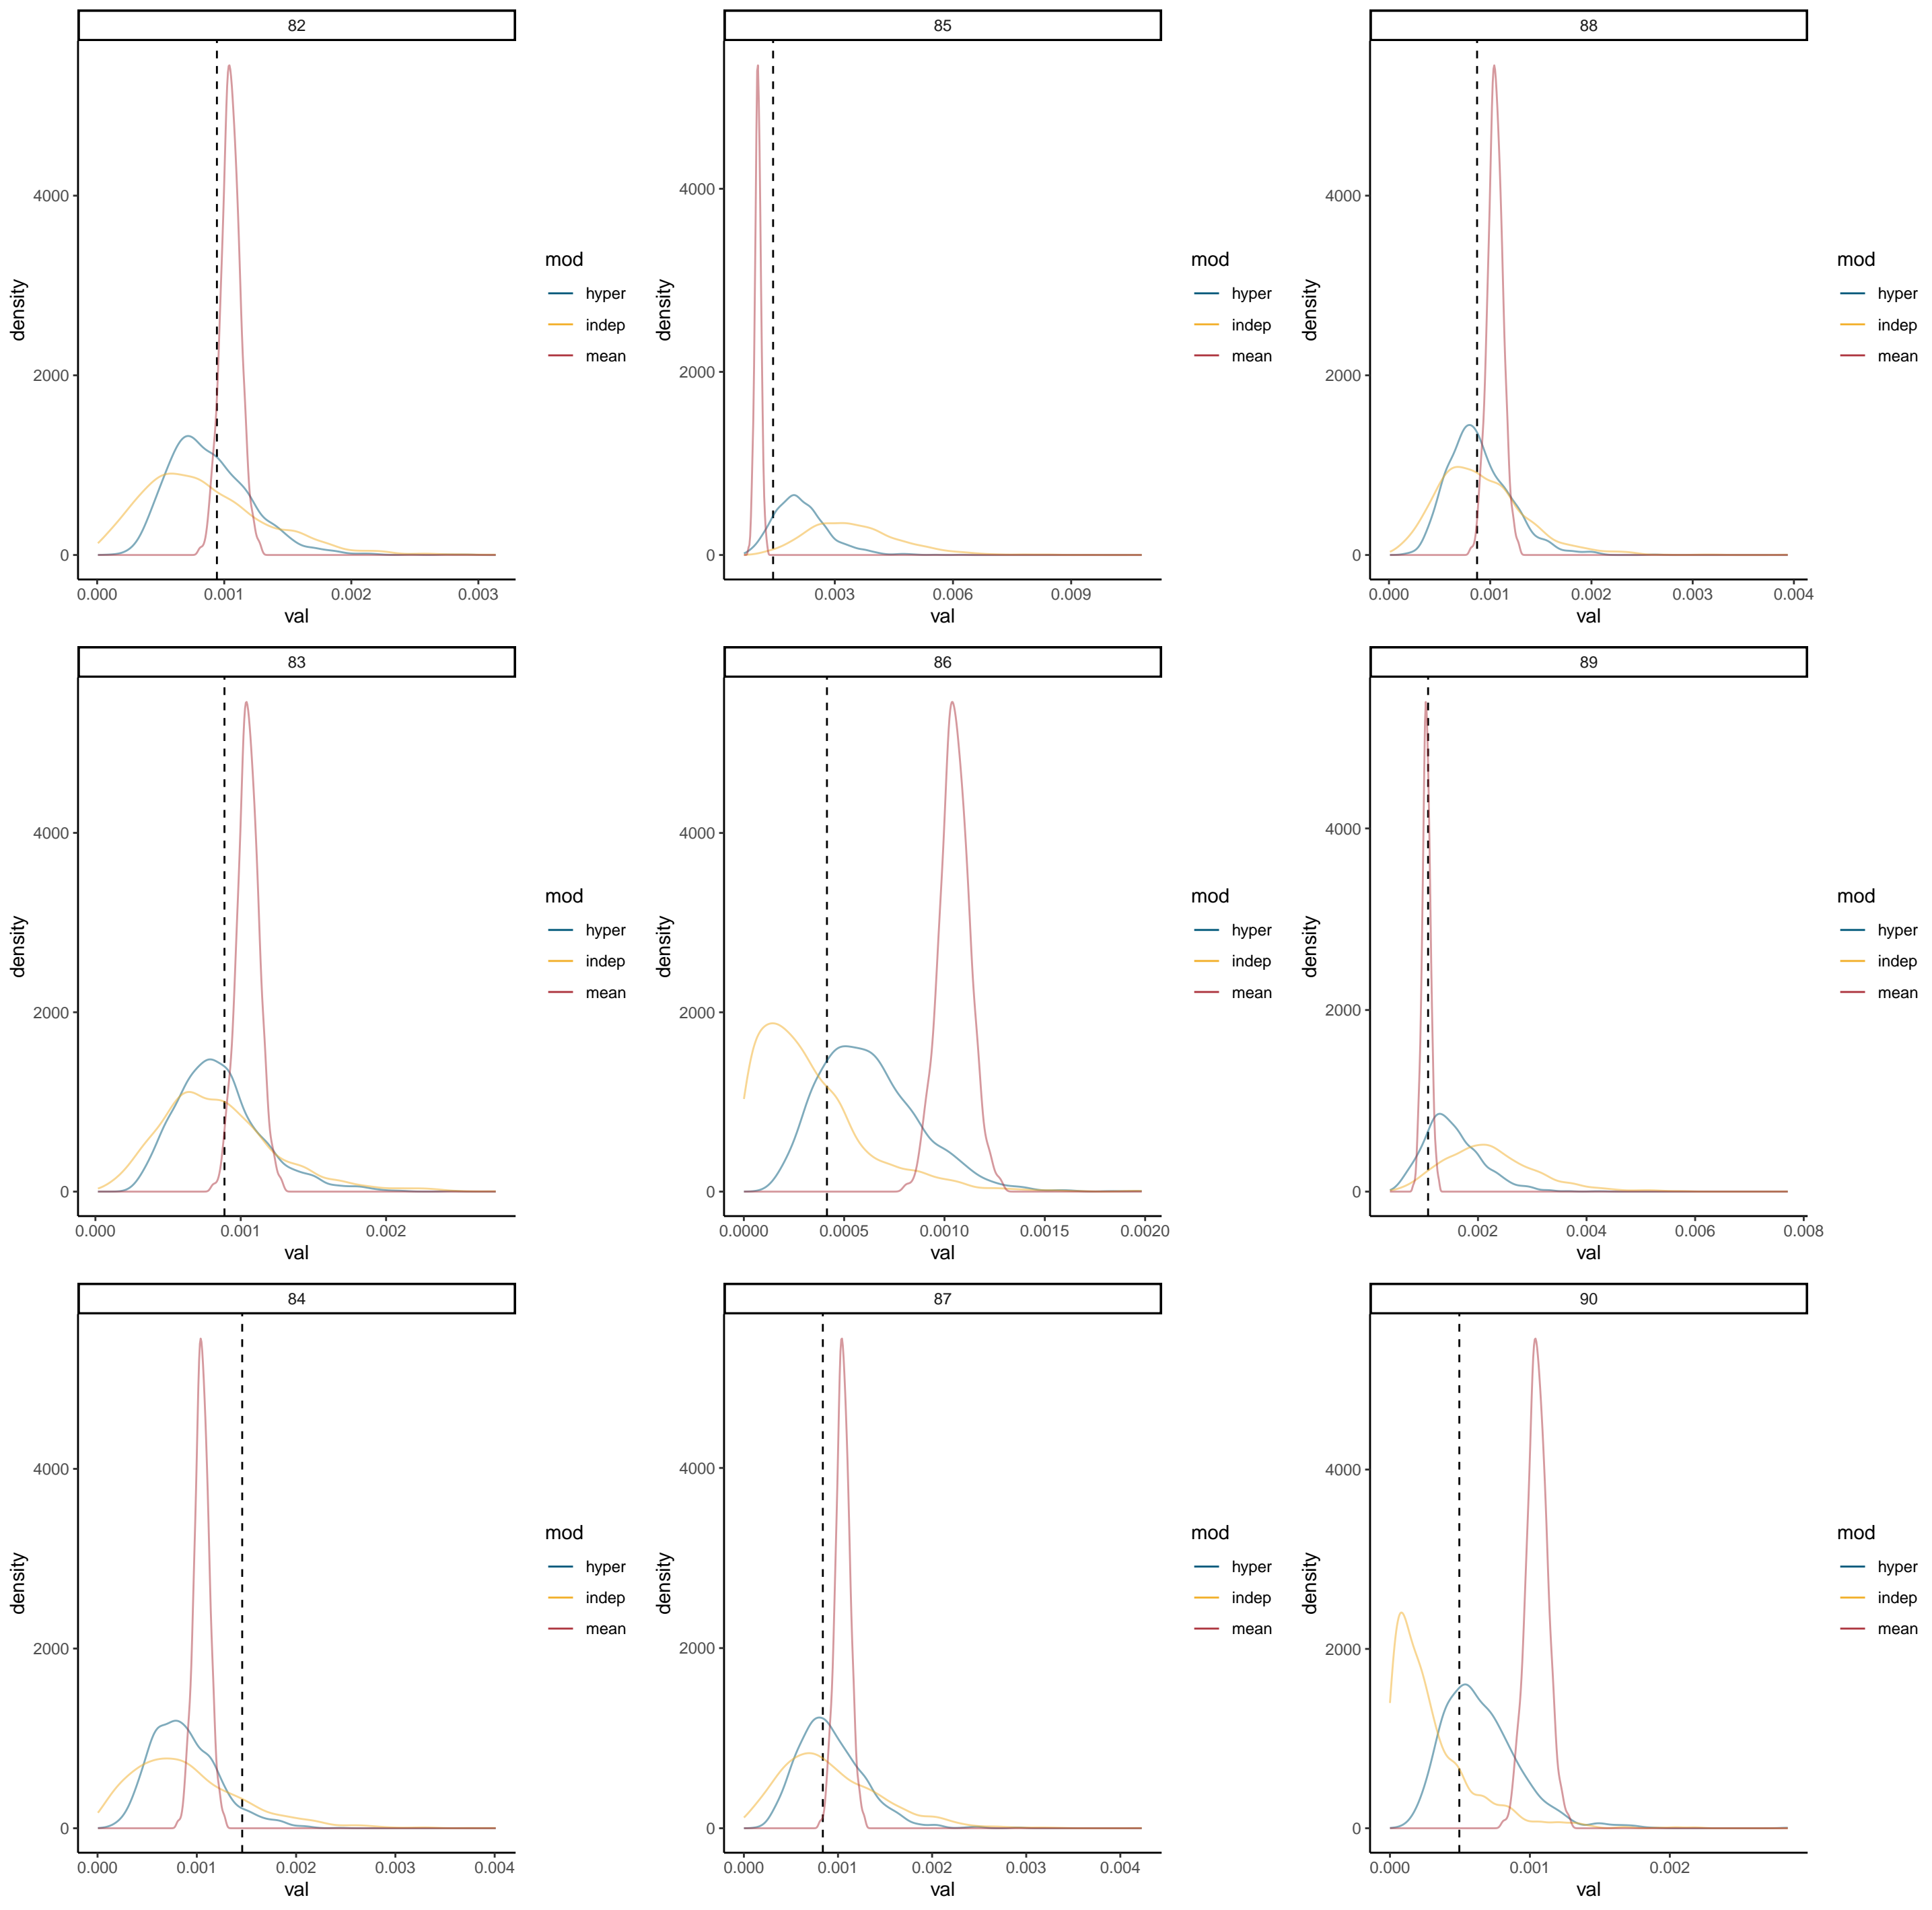 82
density
4000
2000
0
0.000 0.001 0.002 0.003
val
mod
hyper
indep
mean
85
density
4000
2000
0
0.003 0.006 0.009
val
mod
hyper
indep
mean
88
density
4000
2000
0
0.000 0.001 0.002 0.003 0.004
val
mod
hyper
indep
mean
83
density
4000
2000
0
0.000 0.001 0.002
val
mod
hyper
indep
mean
86
density
4000
2000
0
0.0000 0.0005 0.0010 0.0015 0.0020
val
mod
hyper
indep
mean
89
density
4000
2000
0
0.002 0.004 0.006 0.008
val
mod
hyper
indep
mean
84
density
4000
2000
0
0.000 0.001 0.002 0.003 0.004
val
mod
hyper
indep
mean
87
density
4000
2000
0
0.000 0.001 0.002 0.003 0.004
val
mod
hyper
indep
mean
90
density
4000
2000
0
0.000 0.001 0.002
val
mod
hyper
indep
mean